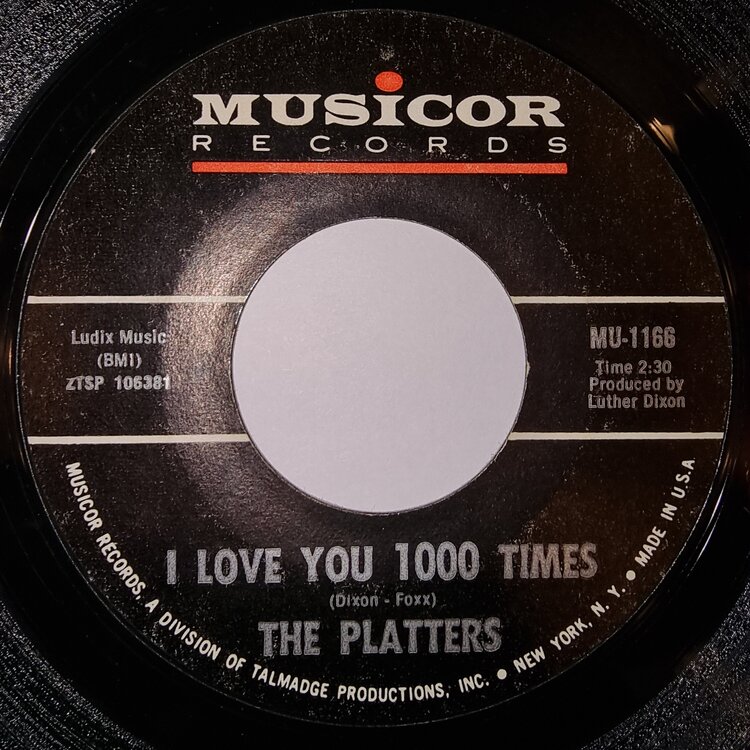 MUSICOR
RECORDS
Ludix Music
(BMI)
ZTSP 106381
MU-1166
Time 2:30
Produced by
Luther Dixon
I LOVE YOU 1000 TIMES
(Dixon - Foxx)
THE PLATTERS
MUSICOR RECORDS, A DIVISION OF TALMADGE PRODUCTIONS, INC. • NEW YORK, N. Y. • MADE IN U.S.A.